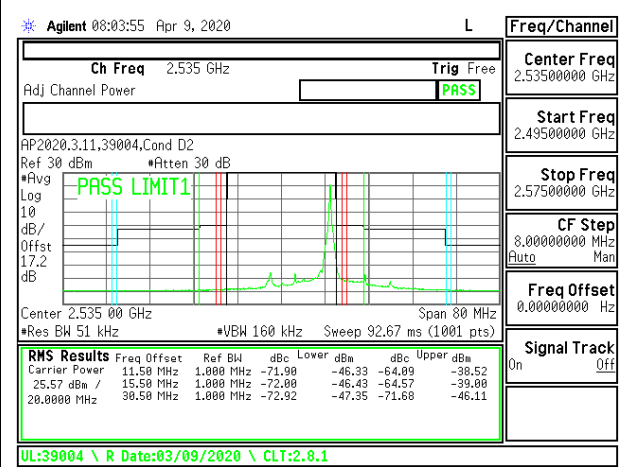 Agilent 08:03:55 Apr 9, 2020 L Freq/Channel
Ch Freq 2.535 GHz Trig Free
Adj Channel Power PASS
Center Freq
2.53500000 GHz
Start Freq
2.49500000 GHz
Stop Freq
2.57500000 GHz
CF Step
8.00000000 MHz
Auto Man
Freq Offset
0.00000000 Hz
Signal Track
On Off
AP2020.3.11,39004,Cond D2
Ref 30 dBm #Atten 30 dB
#Avg
Log
10
dB/
Offst
17.2
dB
PASS LIMIT1
Center 2.535 00 GHz Span 80 MHz
#Res BW 51 kHz #VBW 160 kHz Sweep 92.67 ms (1001 pts)
RMS Results Freq Offset Ref BW dBc Lower dBm dBc Upper dBm
Carrier Power 11.50 MHz 1.000 MHz -71.90 -46.33 -64.09 -38.52
25.57 dBm / 15.50 MHz 1.000 MHz -72.00 -46.43 -64.57 -39.00
20.0000 MHz 30.50 MHz 1.000 MHz -72.92 -47.35 -71.68 -46.11
UL:39004 \ R Date:03/09/2020 \ CLT:2.8.1